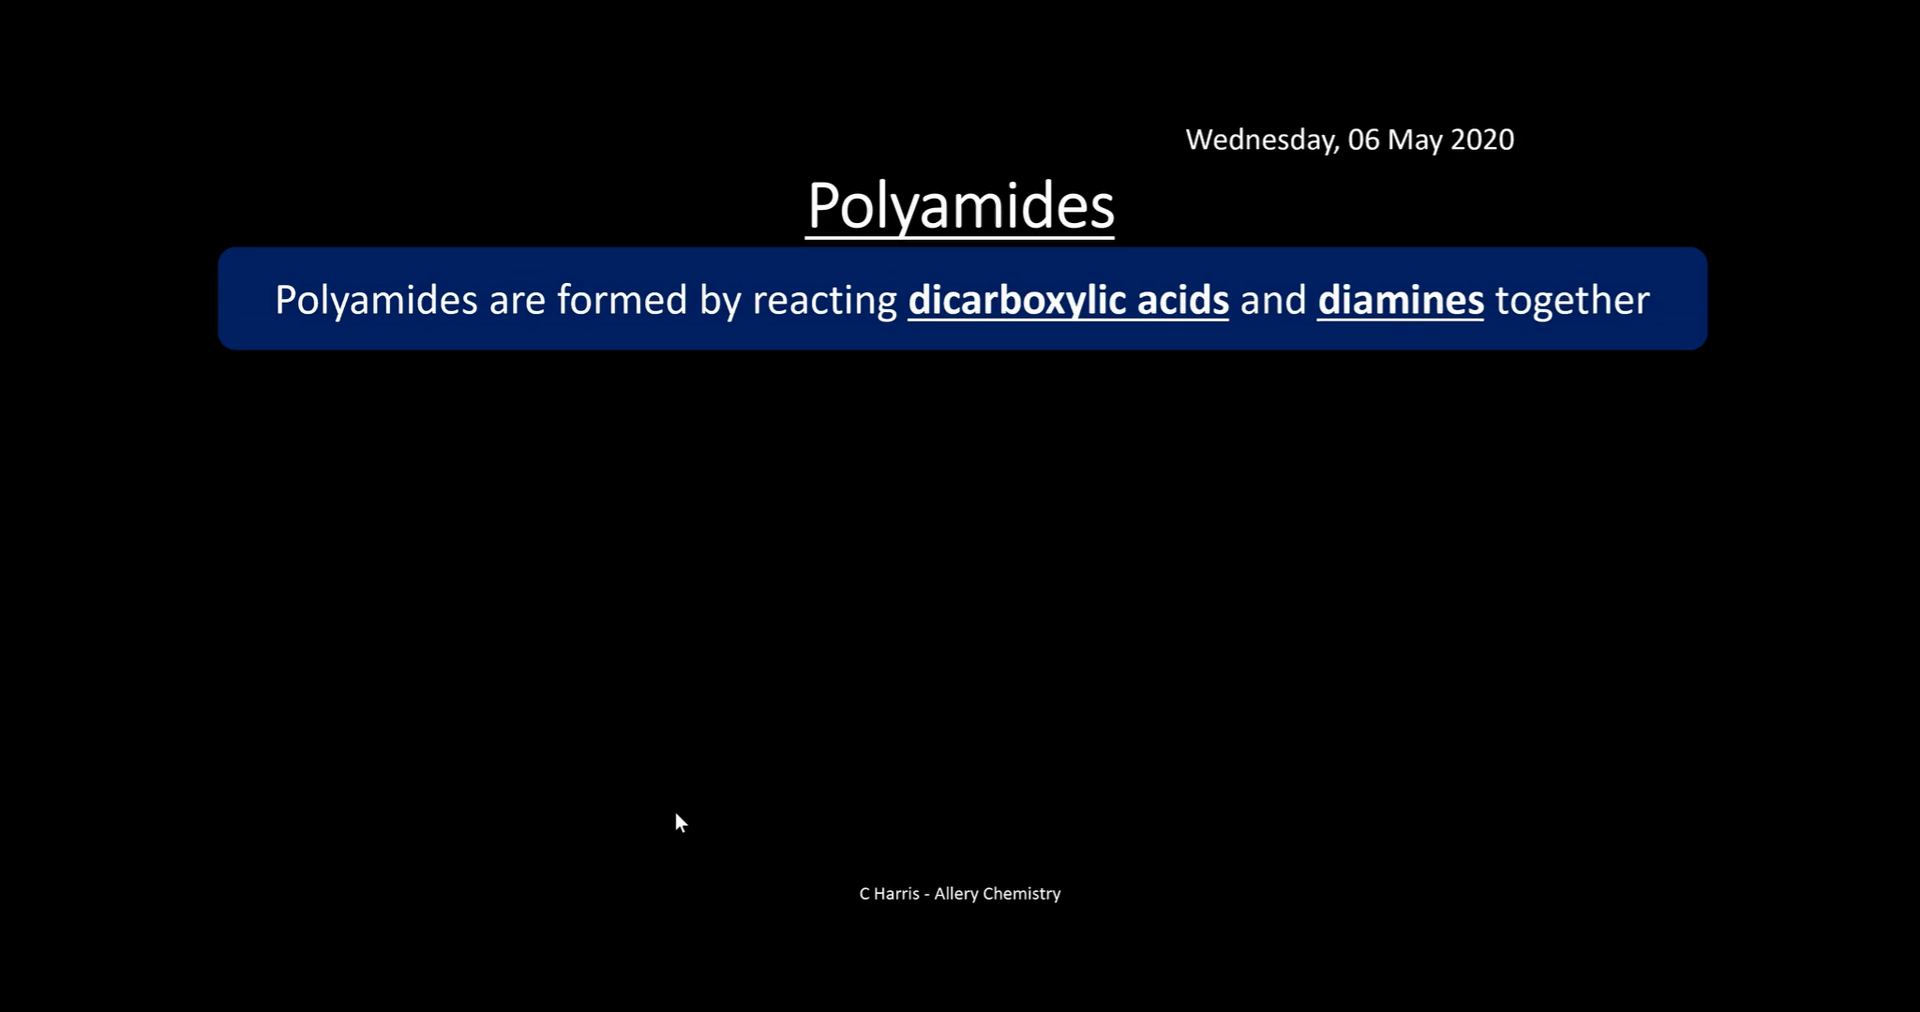 Wednesday, 06 May 2020
Polyamides
Polyamides are formed by reacting dicarboxylic acids and diamines together
C Harris - Allery Chemistry